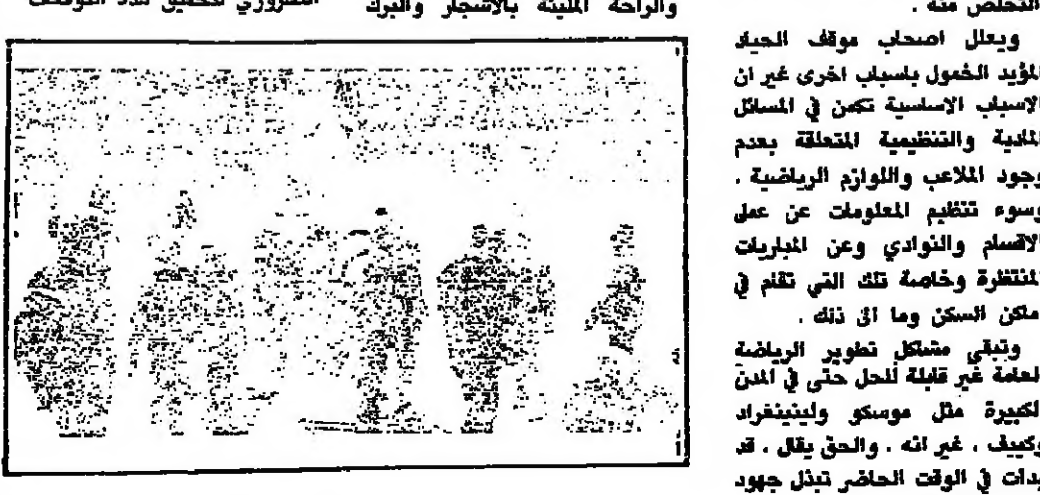 التخلص منه .
ويعلل اصحاب موقف الحياد
المؤيد الخمول باسباب اخرى غير ان
الاسباب الاساسية تكمن في المسائل
المادية والتنظيمية المتعلقة بعدم
وجود الملاعب واللوازم الرياضية .
وسوء تنظيم المعلومات عن عمل
الاقسام والنوادي وعن المباريات
المنتظرة وخاصة تلك التي تقام في
ماكن السكن وما الى ذلك .
وتبقى مشاكل تطوير الرياضة
العامة غير قابلة للحل حتى في المدن
الكبيرة مثل موسكو ولينينغراد
وكييف ، غير انه ، والحق يقال ، قد
بدات في الوقت الحاضر تبذل جهود
والراحة المليئة بالاشجار والبرك
الضروري لتحقيق